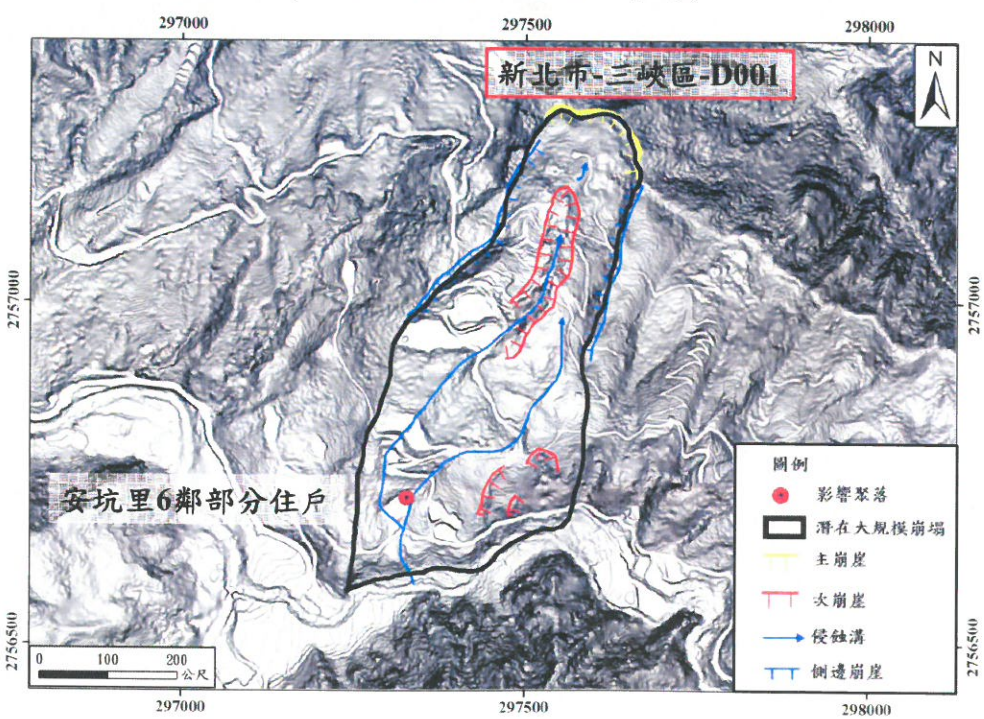 297000
297500
298000
新北市-三峽區-D001
N
2757000
2757000
安坑里6鄰部分住戶
圖例
影響聚落
潛在大規模崩塌
主崩崖
次崩崖
侵蝕溝
側邊崩崖
2756500
2756500
0 100 200
公尺
297000
297500
298000